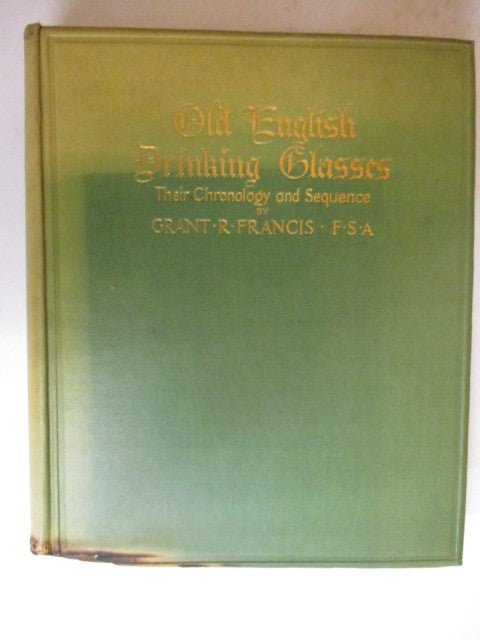 Old English
Drinking Glasses
Their Chronology and Sequence
BY
GRANT · R · FRANCIS · F · S · A